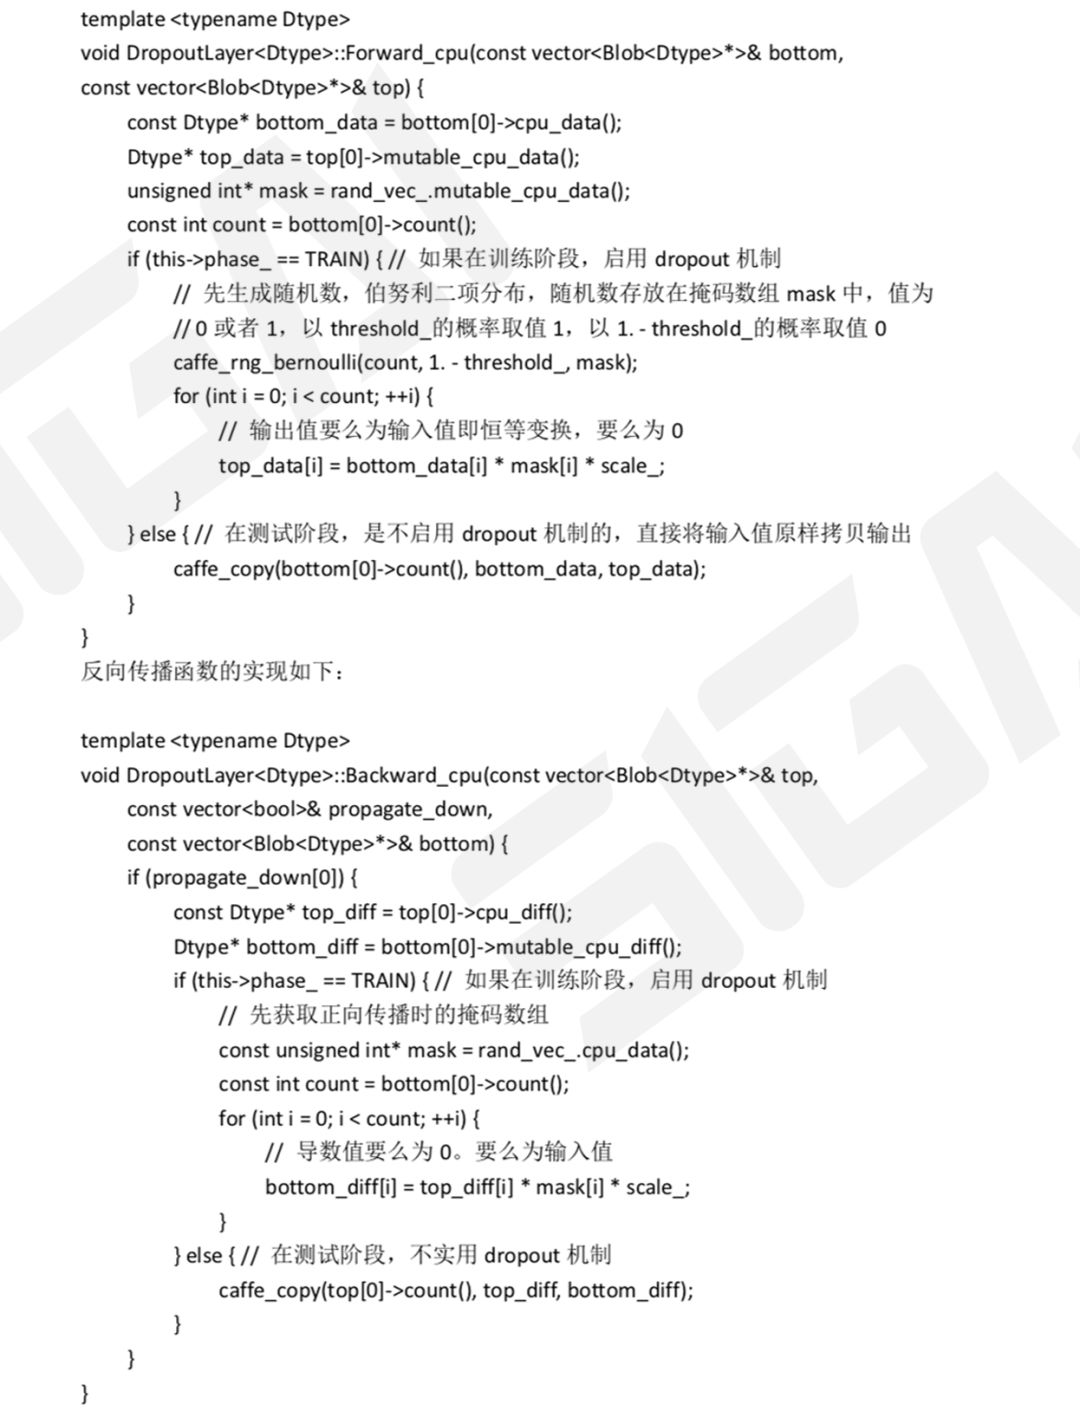 template <typename Dtype>
void DropoutLayer<Dtype>::Forward_cpu(const vector<Blob<Dtype>*>& bottom,
const vector<Blob<Dtype>*>& top) {
const Dtype* bottom_data = bottom[0]->cpu_data();
Dtype* top_data = top[0]->mutable_cpu_data();
unsigned int* mask = rand_vec_.mutable_cpu_data();
const int count = bottom[0]->count();
if (this->phase_ == TRAIN) { // 如果在训练阶段，启用 dropout 机制
// 先生成随机数，伯努利二项分布，随机数存放在掩码数组 mask 中，值为
// 0 或者 1，以 threshold_的概率取值 1，以 1. - threshold_的概率取值 0
caffe_rng_bernoulli(count, 1. - threshold_, mask);
for (int i = 0; i < count; ++i) {
// 输出值要么为输入值即恒等变换，要么为 0
top_data[i] = bottom_data[i] * mask[i] * scale_;
}
} else { // 在测试阶段，是不启用 dropout 机制的，直接将输入值原样拷贝输出
caffe_copy(bottom[0]->count(), bottom_data, top_data);
}
}
反向传播函数的实现如下：
template <typename Dtype>
void DropoutLayer<Dtype>::Backward_cpu(const vector<Blob<Dtype>*>& top,
const vector<bool>& propagate_down,
const vector<Blob<Dtype>*>& bottom) {
if (propagate_down[0]) {
const Dtype* top_diff = top[0]->cpu_diff();
Dtype* bottom_diff = bottom[0]->mutable_cpu_diff();
if (this->phase_ == TRAIN) { // 如果在训练阶段，启用 dropout 机制
// 先获取正向传播时的掩码数组
const unsigned int* mask = rand_vec_.cpu_data();
const int count = bottom[0]->count();
for (int i = 0; i < count; ++i) {
// 导数值要么为 0。要么为输入值
bottom_diff[i] = top_diff[i] * mask[i] * scale_;
}
} else { // 在测试阶段，不实用 dropout 机制
caffe_copy(top[0]->count(), top_diff, bottom_diff);
}
}
}